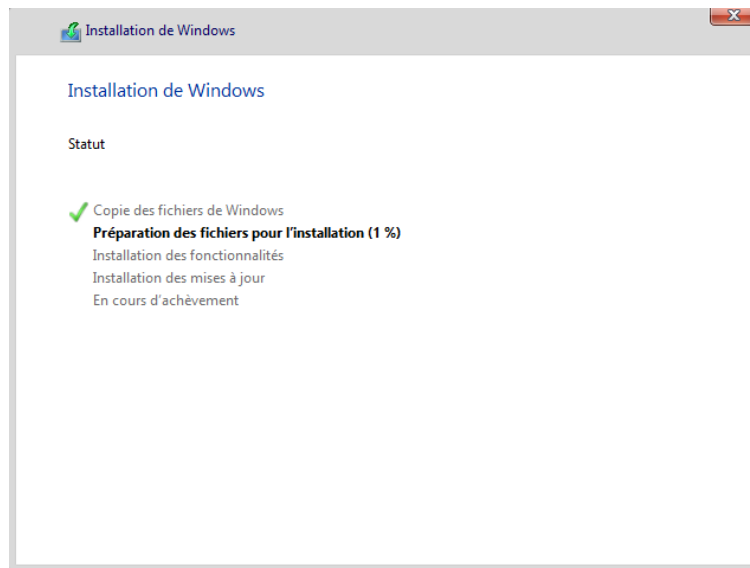 Installation de Windows
Installation de Windows
Statut
Copie des fichiers de Windows
Préparation des fichiers pour l'installation (1 %)
Installation des fonctionnalités
Installation des mises à jour
En cours d'achèvement